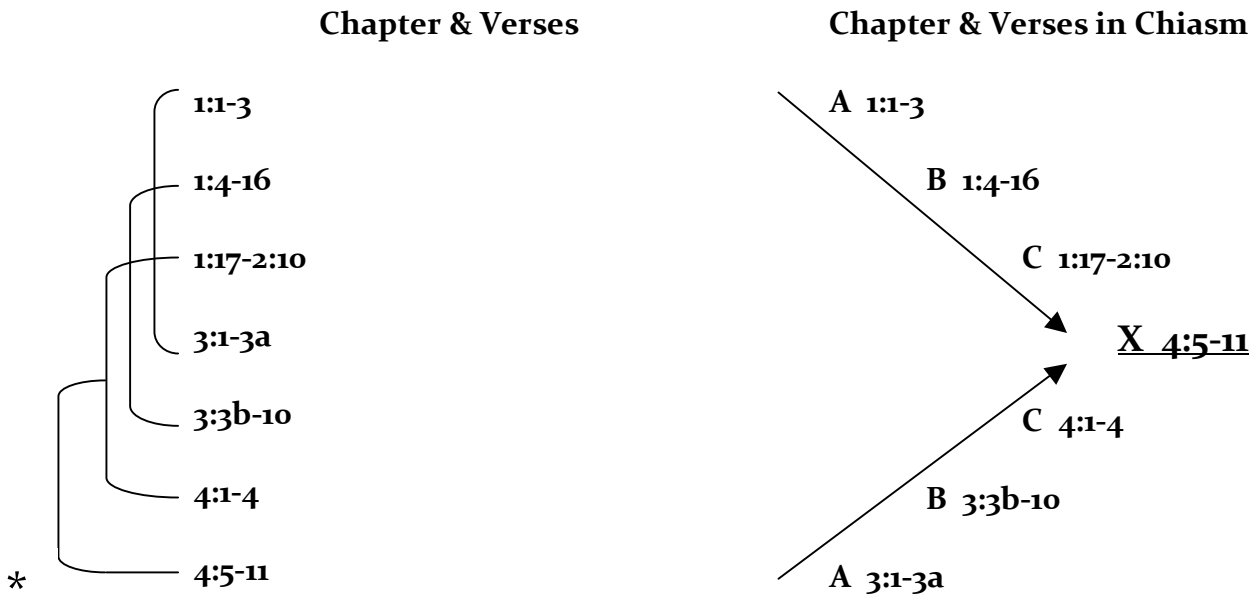 Chapter & Verses
1:1-3
1:4-16
1:17-2:10
3:1-3a
3:3b-10
4:1-4
* 4:5-11
Chapter & Verses in Chiasm
A 1:1-3
B 1:4-16
C 1:17-2:10
X 4:5-11
C 4:1-4
B 3:3b-10
A 3:1-3a